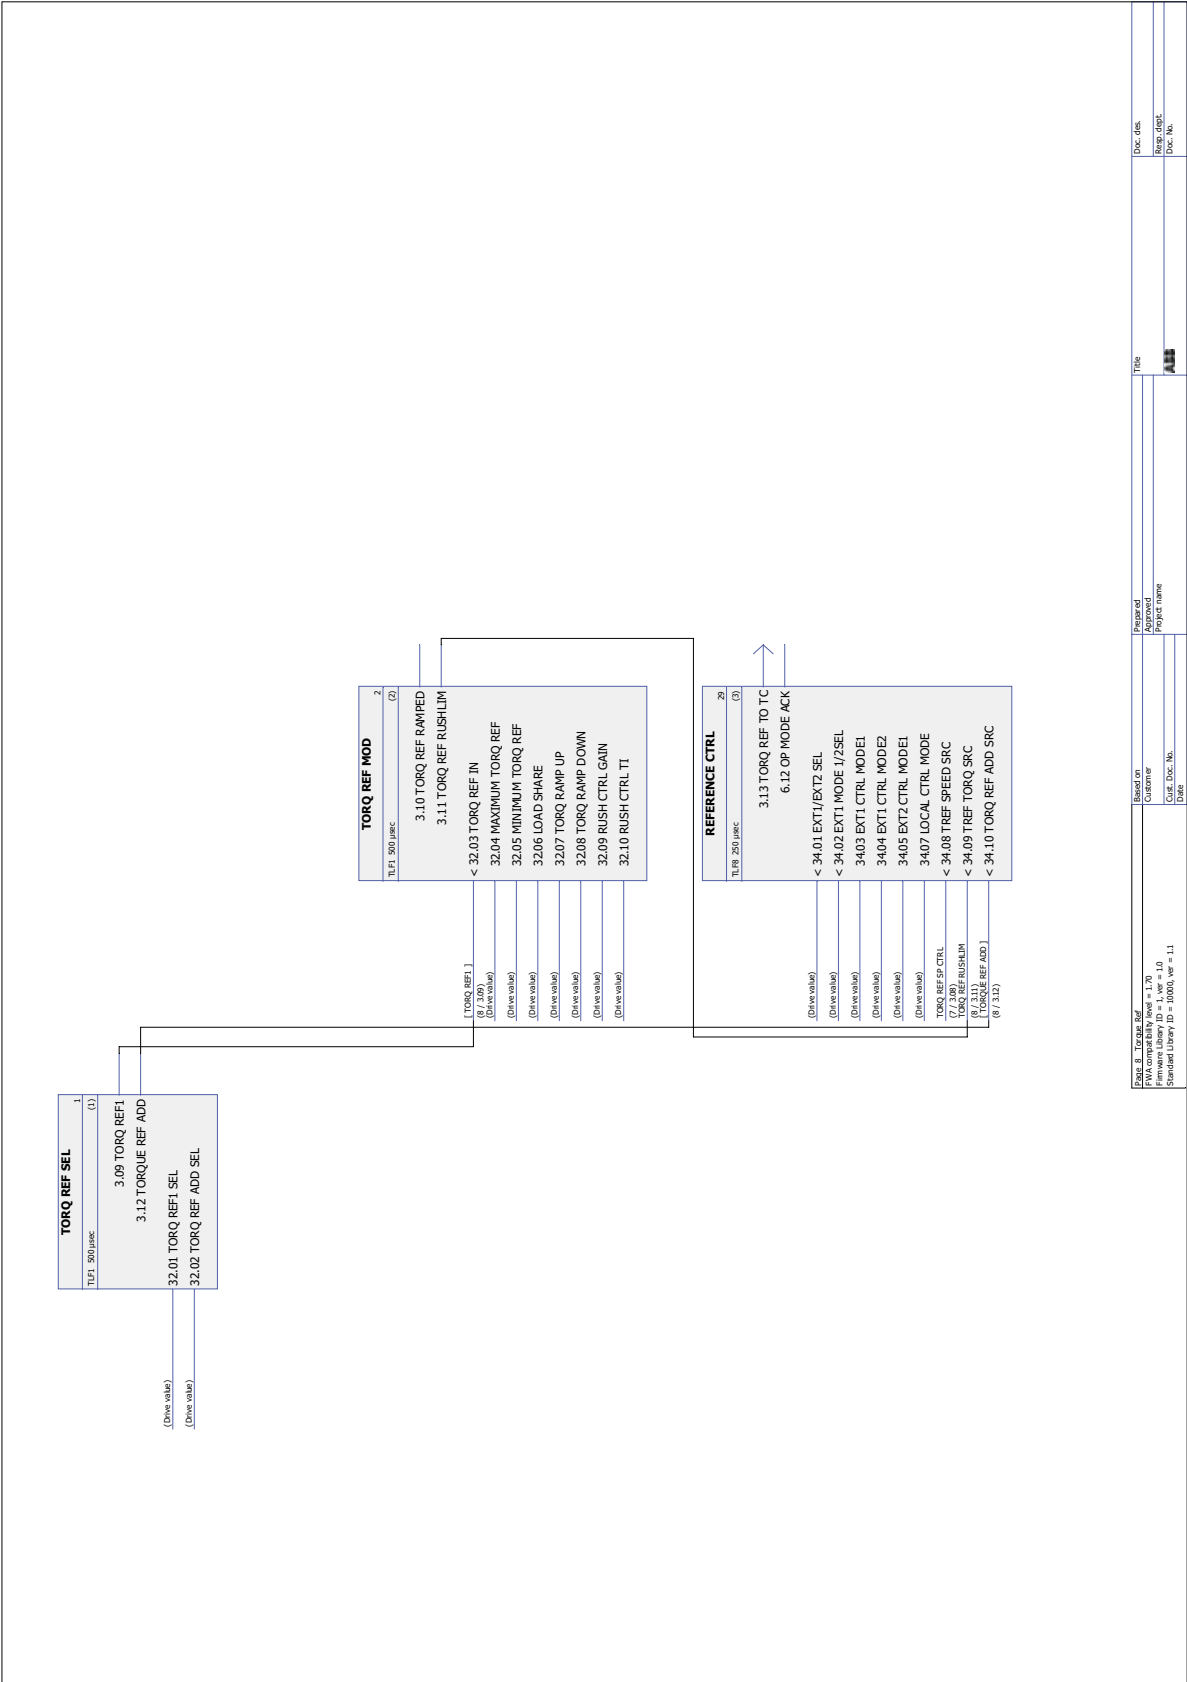 TORQ REF SEL
1
TLF1 500 µsec
(1)
3.09 TORQ REF1
3.12 TORQUE REF ADD
(Drive value)
32.01 TORQ REF1 SEL
(Drive value)
32.02 TORQ REF ADD SEL
TORQ REF MOD
2
TLF1 500 µsec
(2)
3.10 TORQ REF RAMPED
3.11 TORQ REF RUSHLIM
[ TORQ REF1 ]
(8 / 3.09)
< 32.03 TORQ REF IN
(Drive value)
32.04 MAXIMUM TORQ REF
(Drive value)
32.05 MINIMUM TORQ REF
(Drive value)
32.06 LOAD SHARE
(Drive value)
32.07 TORQ RAMP UP
(Drive value)
32.08 TORQ RAMP DOWN
(Drive value)
32.09 RUSH CTRL GAIN
(Drive value)
32.10 RUSH CTRL TI
REFERENCE CTRL
29
TLF8 250 µsec
(3)
3.13 TORQ REF TO TC
6.12 OP MODE ACK
(Drive value)
< 34.01 EXT1/EXT2 SEL
(Drive value)
< 34.02 EXT1 MODE 1/2SEL
(Drive value)
34.03 EXT1 CTRL MODE1
(Drive value)
34.04 EXT1 CTRL MODE2
(Drive value)
34.05 EXT2 CTRL MODE1
(Drive value)
34.07 LOCAL CTRL MODE
TORQ REF SP CTRL
(7 / 3.08)
< 34.08 TREF SPEED SRC
TORQ REF RUSHLIM
(8 / 3.11)
< 34.09 TREF TORQ SRC
[ TORQUE REF ADD ]
(8 / 3.12)
< 34.10 TORQ REF ADD SRC
Page 8 Torque Ref
FWA compatibility level = 1.70
Firmware Library ID = 1, ver = 1.0
Standard Library ID = 10000, ver = 1.1
Based on
Customer
Cust. Doc. No.
Date
Prepared
Approved
Project name
Title
ABB
Doc. des.
Resp. dept.
Doc. No.